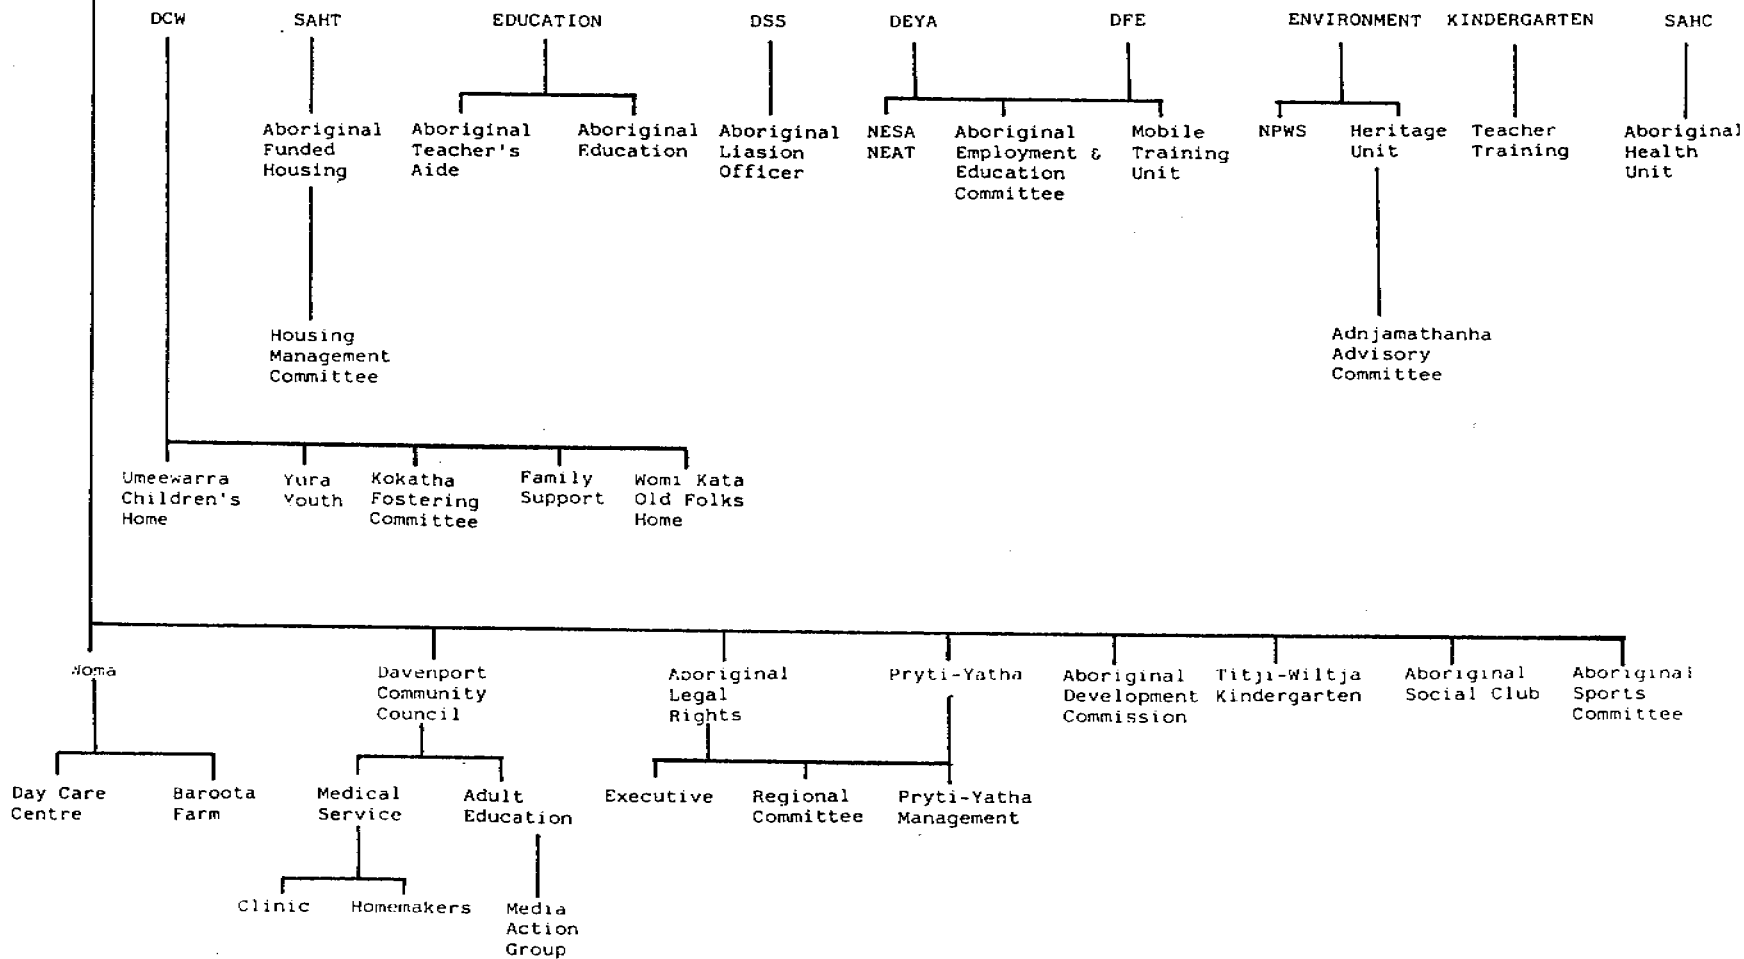 DCW SAHT EDUCATION DSS DEYA DFE ENVIRONMENT KINDERGARTEN SAHC
Aboriginal
Funded
Housing
Aboriginal
Teacher's
Aide
Aboriginal
Education
Aboriginal
Liasion
Officer
NESA
NEAT
Aboriginal
Employment &
Education
Committee
Mobile
Training
Unit
NPWS
Heritage
Unit
Teacher
Training
Aboriginal
Health
Unit
Housing
Management
Committee
Adnjamathanha
Advisory
Committee
Umeewarra
Children's
Home
Yura
Youth
Kokatha
Fostering
Committee
Family
Support
Womi Kata
Old Folks
Home
Woma
Davenport
Community
Council
Aboriginal
Legal
Rights
Pryti-Yatha
Aboriginal
Development
Commission
Titji-Wiltja
Kindergarten
Aboriginal
Social Club
Aboriginal
Sports
Committee
Day Care
Centre
Baroota
Farm
Medical
Service
Adult
Education
Executive
Regional
Committee
Pryti-Yatha
Management
Clinic
Homemakers
Media
Action
Group